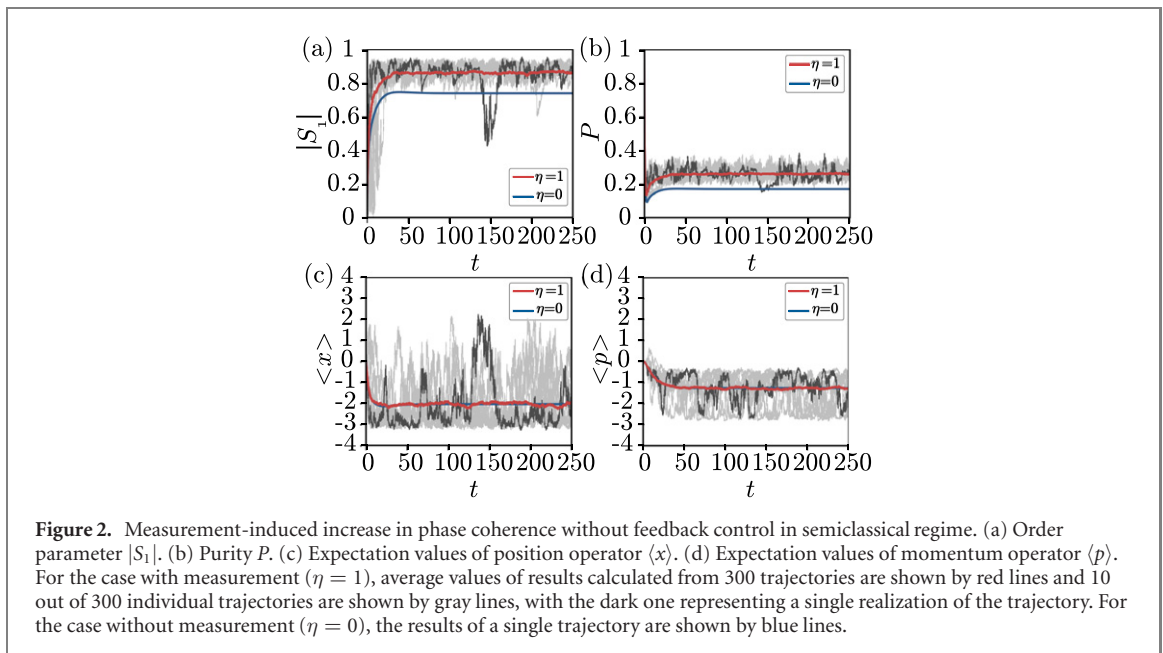 (a)
1
0.8
0.6
0.4
0.2
0
|S₁|
η=1
η=0
0 50 100 150 200 250
t
(b)
1
0.8
0.6
0.4
0.2
0
P
η=1
η=0
0 50 100 150 200 250
t
(c)
4
3
2
1
0
-1
-2
-3
-4
<x>
η=1
η=0
0 50 100 150 200 250
t
(d)
4
3
2
1
0
-1
-2
-3
-4
<p>
η=1
η=0
0 50 100 150 200 250
t
Figure 2. Measurement-induced increase in phase coherence without feedback control in semiclassical regime. (a) Order
parameter |S₁|. (b) Purity P. (c) Expectation values of position operator ⟨x⟩. (d) Expectation values of momentum operator ⟨p⟩.
For the case with measurement (η = 1), average values of results calculated from 300 trajectories are shown by red lines and 10
out of 300 individual trajectories are shown by gray lines, with the dark one representing a single realization of the trajectory. For
the case without measurement (η = 0), the results of a single trajectory are shown by blue lines.